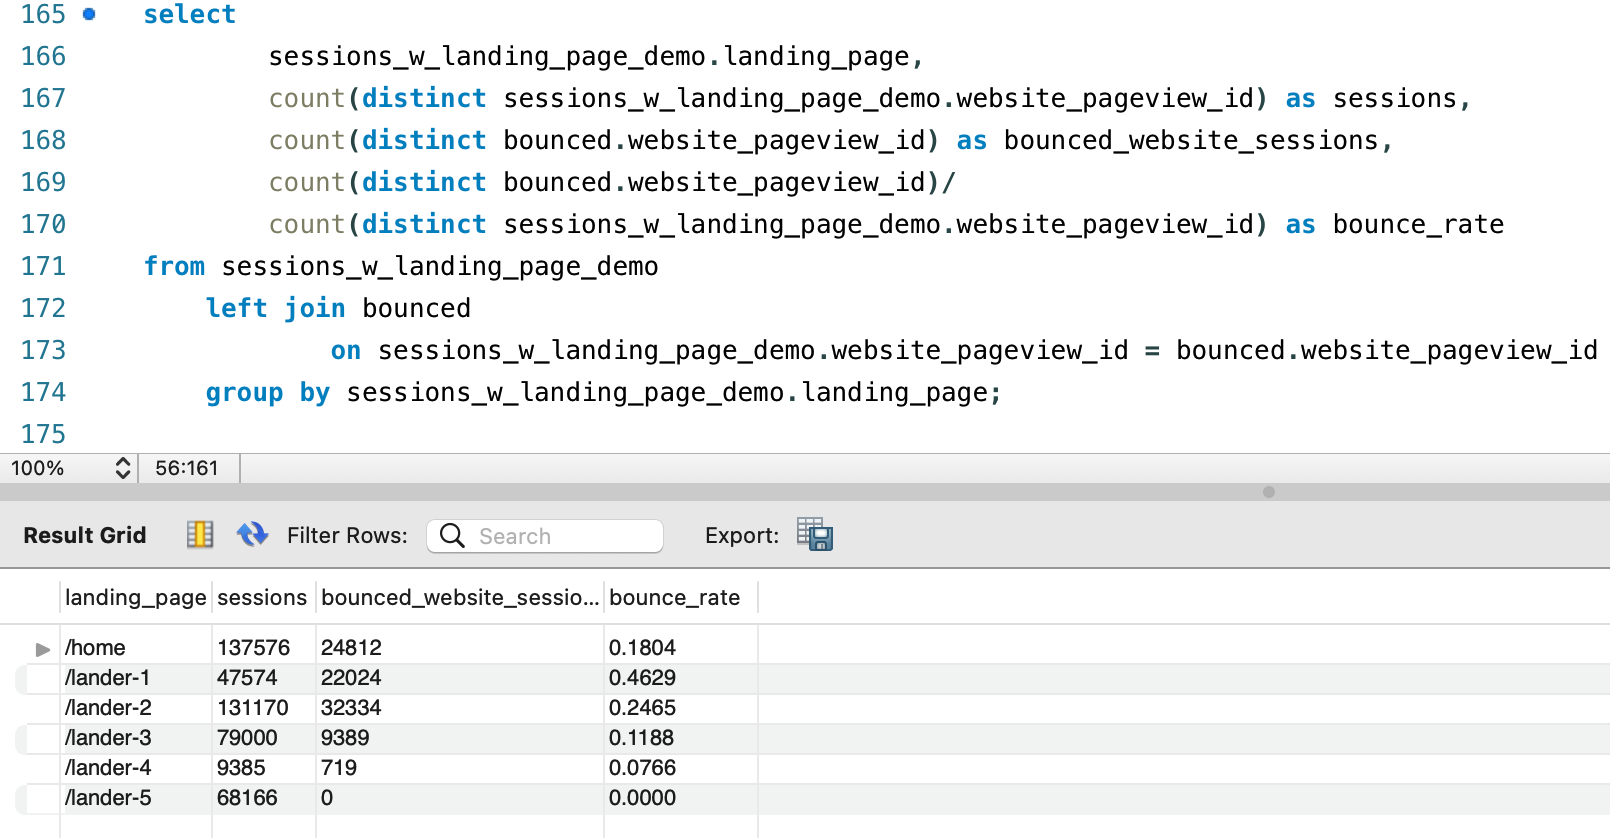 165 select
166 sessions_w_landing_page_demo.landing_page,
167 count(distinct sessions_w_landing_page_demo.website_pageview_id) as sessions,
168 count(distinct bounced.website_pageview_id) as bounced_website_sessions,
169 count(distinct bounced.website_pageview_id)/
170 count(distinct sessions_w_landing_page_demo.website_pageview_id) as bounce_rate
171 from sessions_w_landing_page_demo
172 left join bounced
173 on sessions_w_landing_page_demo.website_pageview_id = bounced.website_pageview_id
174 group by sessions_w_landing_page_demo.landing_page;
175
100% 56:161
Result Grid Filter Rows: Search Export:
landing_page sessions bounced_website_sessio... bounce_rate
/home 137576 24812 0.1804
/lander-1 47574 22024 0.4629
/lander-2 131170 32334 0.2465
/lander-3 79000 9389 0.1188
/lander-4 9385 719 0.0766
/lander-5 68166 0 0.0000